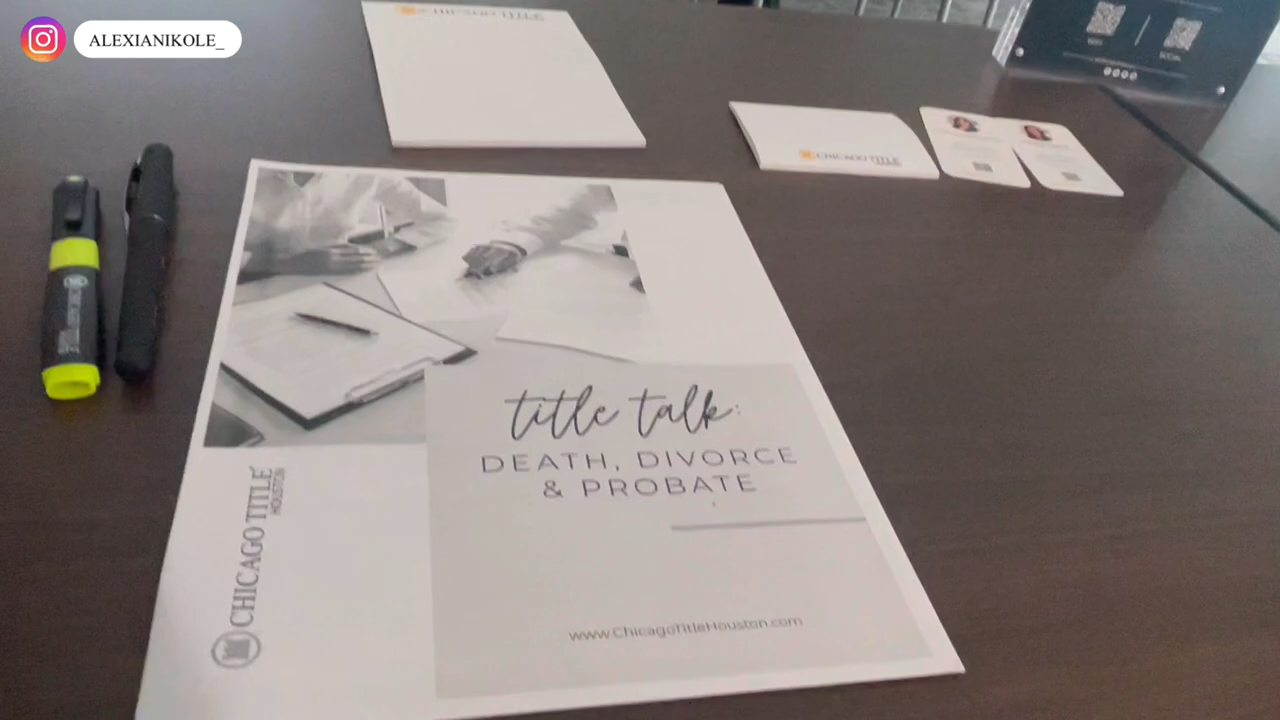 ALEXIANIKOLE_
CHICAGO TITLE
CHICAGO TITLE
title talk:
DEATH, DIVORCE
& PROBATE
www.ChicagoTitleHouston.com
CHICAGO TITLE
HOUSTON